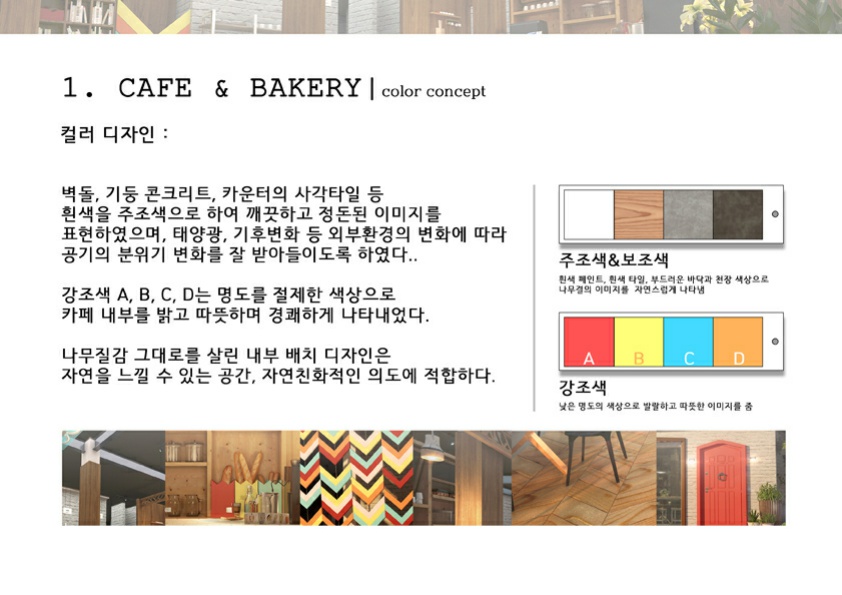 1. CAFE & BAKERY | color concept
컬러 디자인 :
벽돌, 기둥 콘크리트, 카운터의 사각타일 등
흰색을 주조색으로 하여 깨끗하고 정돈된 이미지를
표현하였으며, 태양광, 기후변화 등 외부환경의 변화에 따라
공기의 분위기 변화를 잘 받아들이도록 하였다..
강조색 A, B, C, D는 명도를 절제한 색상으로
카페 내부를 밝고 따뜻하며 경쾌하게 나타내었다.
나무질감 그대로를 살린 내부 배치 디자인은
자연을 느낄 수 있는 공간, 자연친화적인 의도에 적합하다.
주조색&보조색
흰색 페인트, 흰색 타일, 부드러운 바닥과 천장 색상으로
나무결의 이미지를 자연스럽게 나타냄
A B C D
강조색
낮은 명도의 색상으로 발랄하고 따뜻한 이미지를 줌